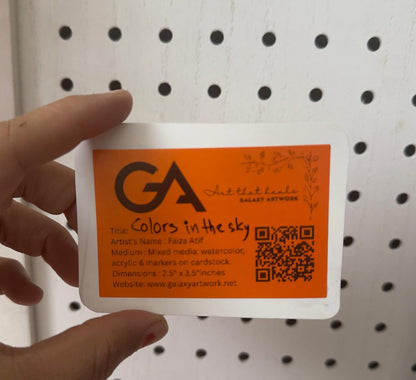 GA
Art that heals
GALAXY ARTWORK
Title: Colors in the sky
Artist's Name : Faiza Atif
Medium : Mixed media: watercolor,
acrylic & markers on cardstock.
Dimensions : 2.5" x 3.5"inches
Website: www.galaxyartwork.net